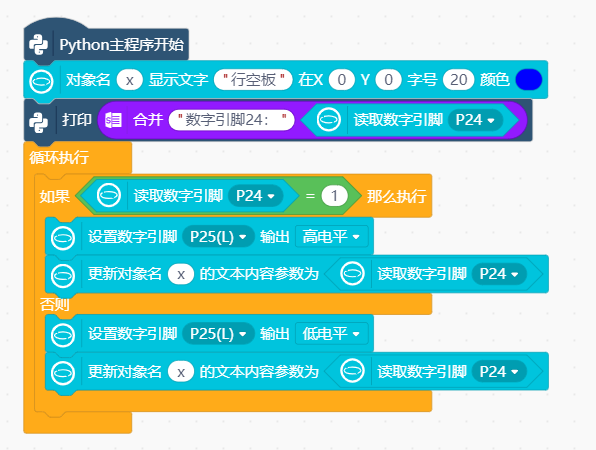 Python主程序开始
对象名 x 显示文字 "行空板" 在X 0 Y 0 字号 20 颜色
打印 合并 "数字引脚24： " 读取数字引脚 P24
循环执行
如果 读取数字引脚 P24 = 1 那么执行
设置数字引脚 P25(L) 输出 高电平
更新对象名 x 的文本内容参数为 读取数字引脚 P24
否则
设置数字引脚 P25(L) 输出 低电平
更新对象名 x 的文本内容参数为 读取数字引脚 P24